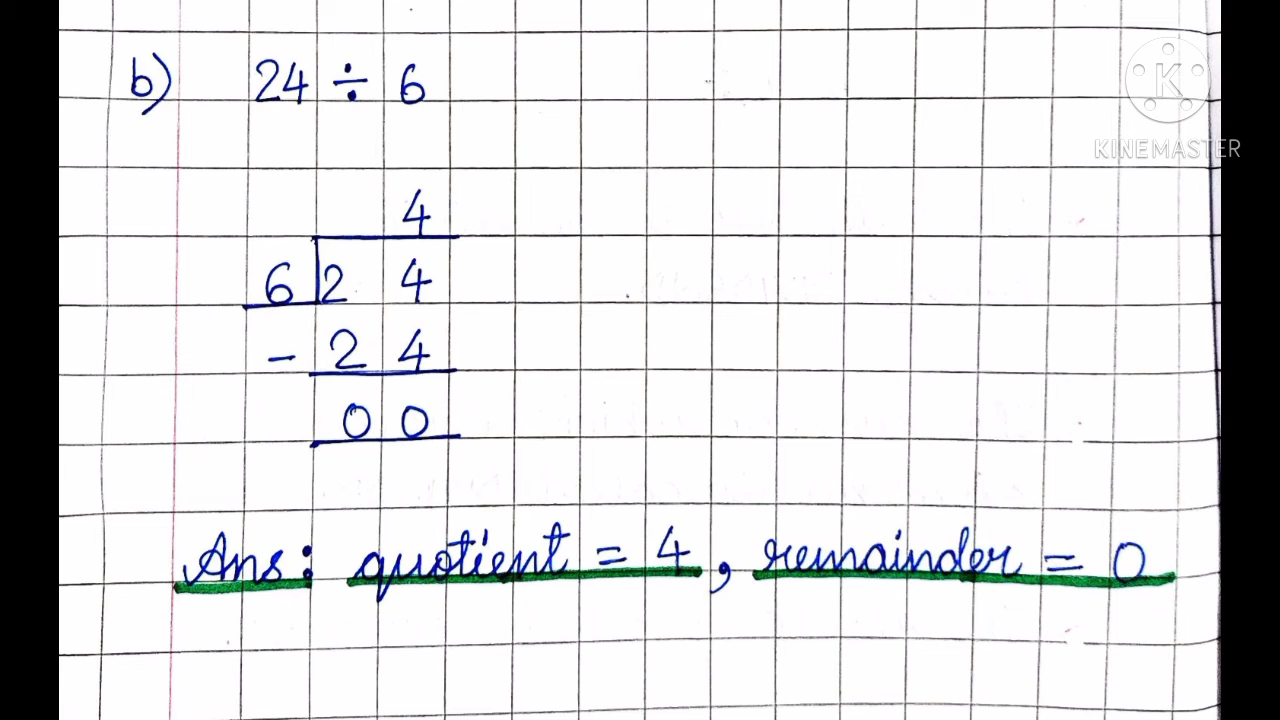 b) 24 ÷ 6
KINEMASTER
4
6 2 4
- 2 4
0 0
Ans: quotient = 4, remainder = 0